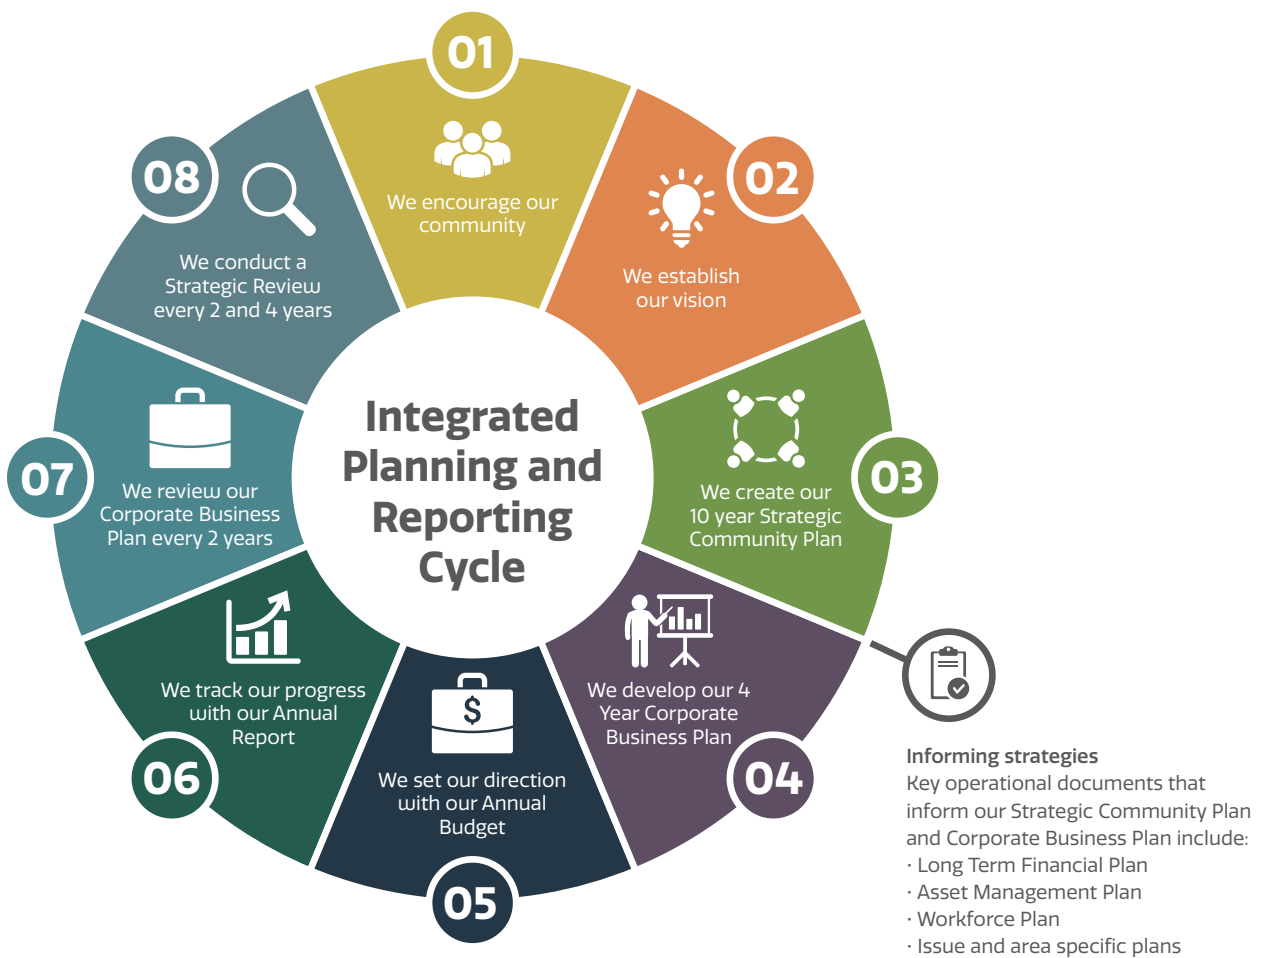 01
We encourage our
community
02
We establish
our vision
03
We create our
10 year Strategic
Community Plan
04
We develop our 4
Year Corporate
Business Plan
05
$
We set our direction
with our Annual
Budget
06
We track our progress
with our Annual
Report
07
We review our
Corporate Business
Plan every 2 years
08
We conduct a
Strategic Review
every 2 and 4 years
Integrated
Planning and
Reporting
Cycle
Informing strategies
Key operational documents that
inform our Strategic Community Plan
and Corporate Business Plan include:
· Long Term Financial Plan
· Asset Management Plan
· Workforce Plan
· Issue and area specific plans